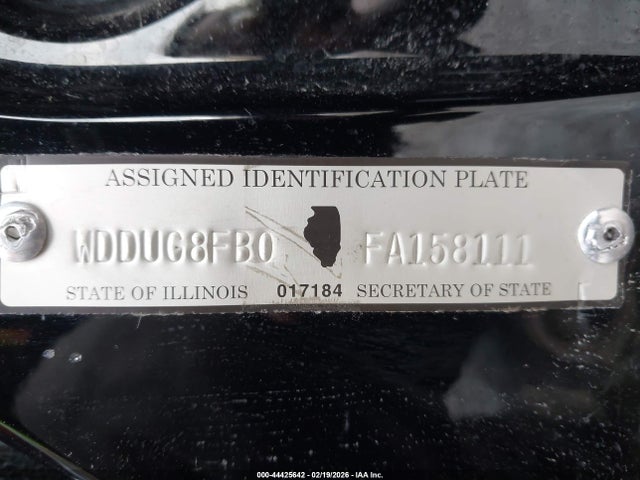 ASSIGNED IDENTIFICATION PLATE
WDDUG8FB0 FA158111
STATE OF ILLINOIS 017184 SECRETARY OF STATE
000-44425642 - 02/19/2026 - IAA Inc.